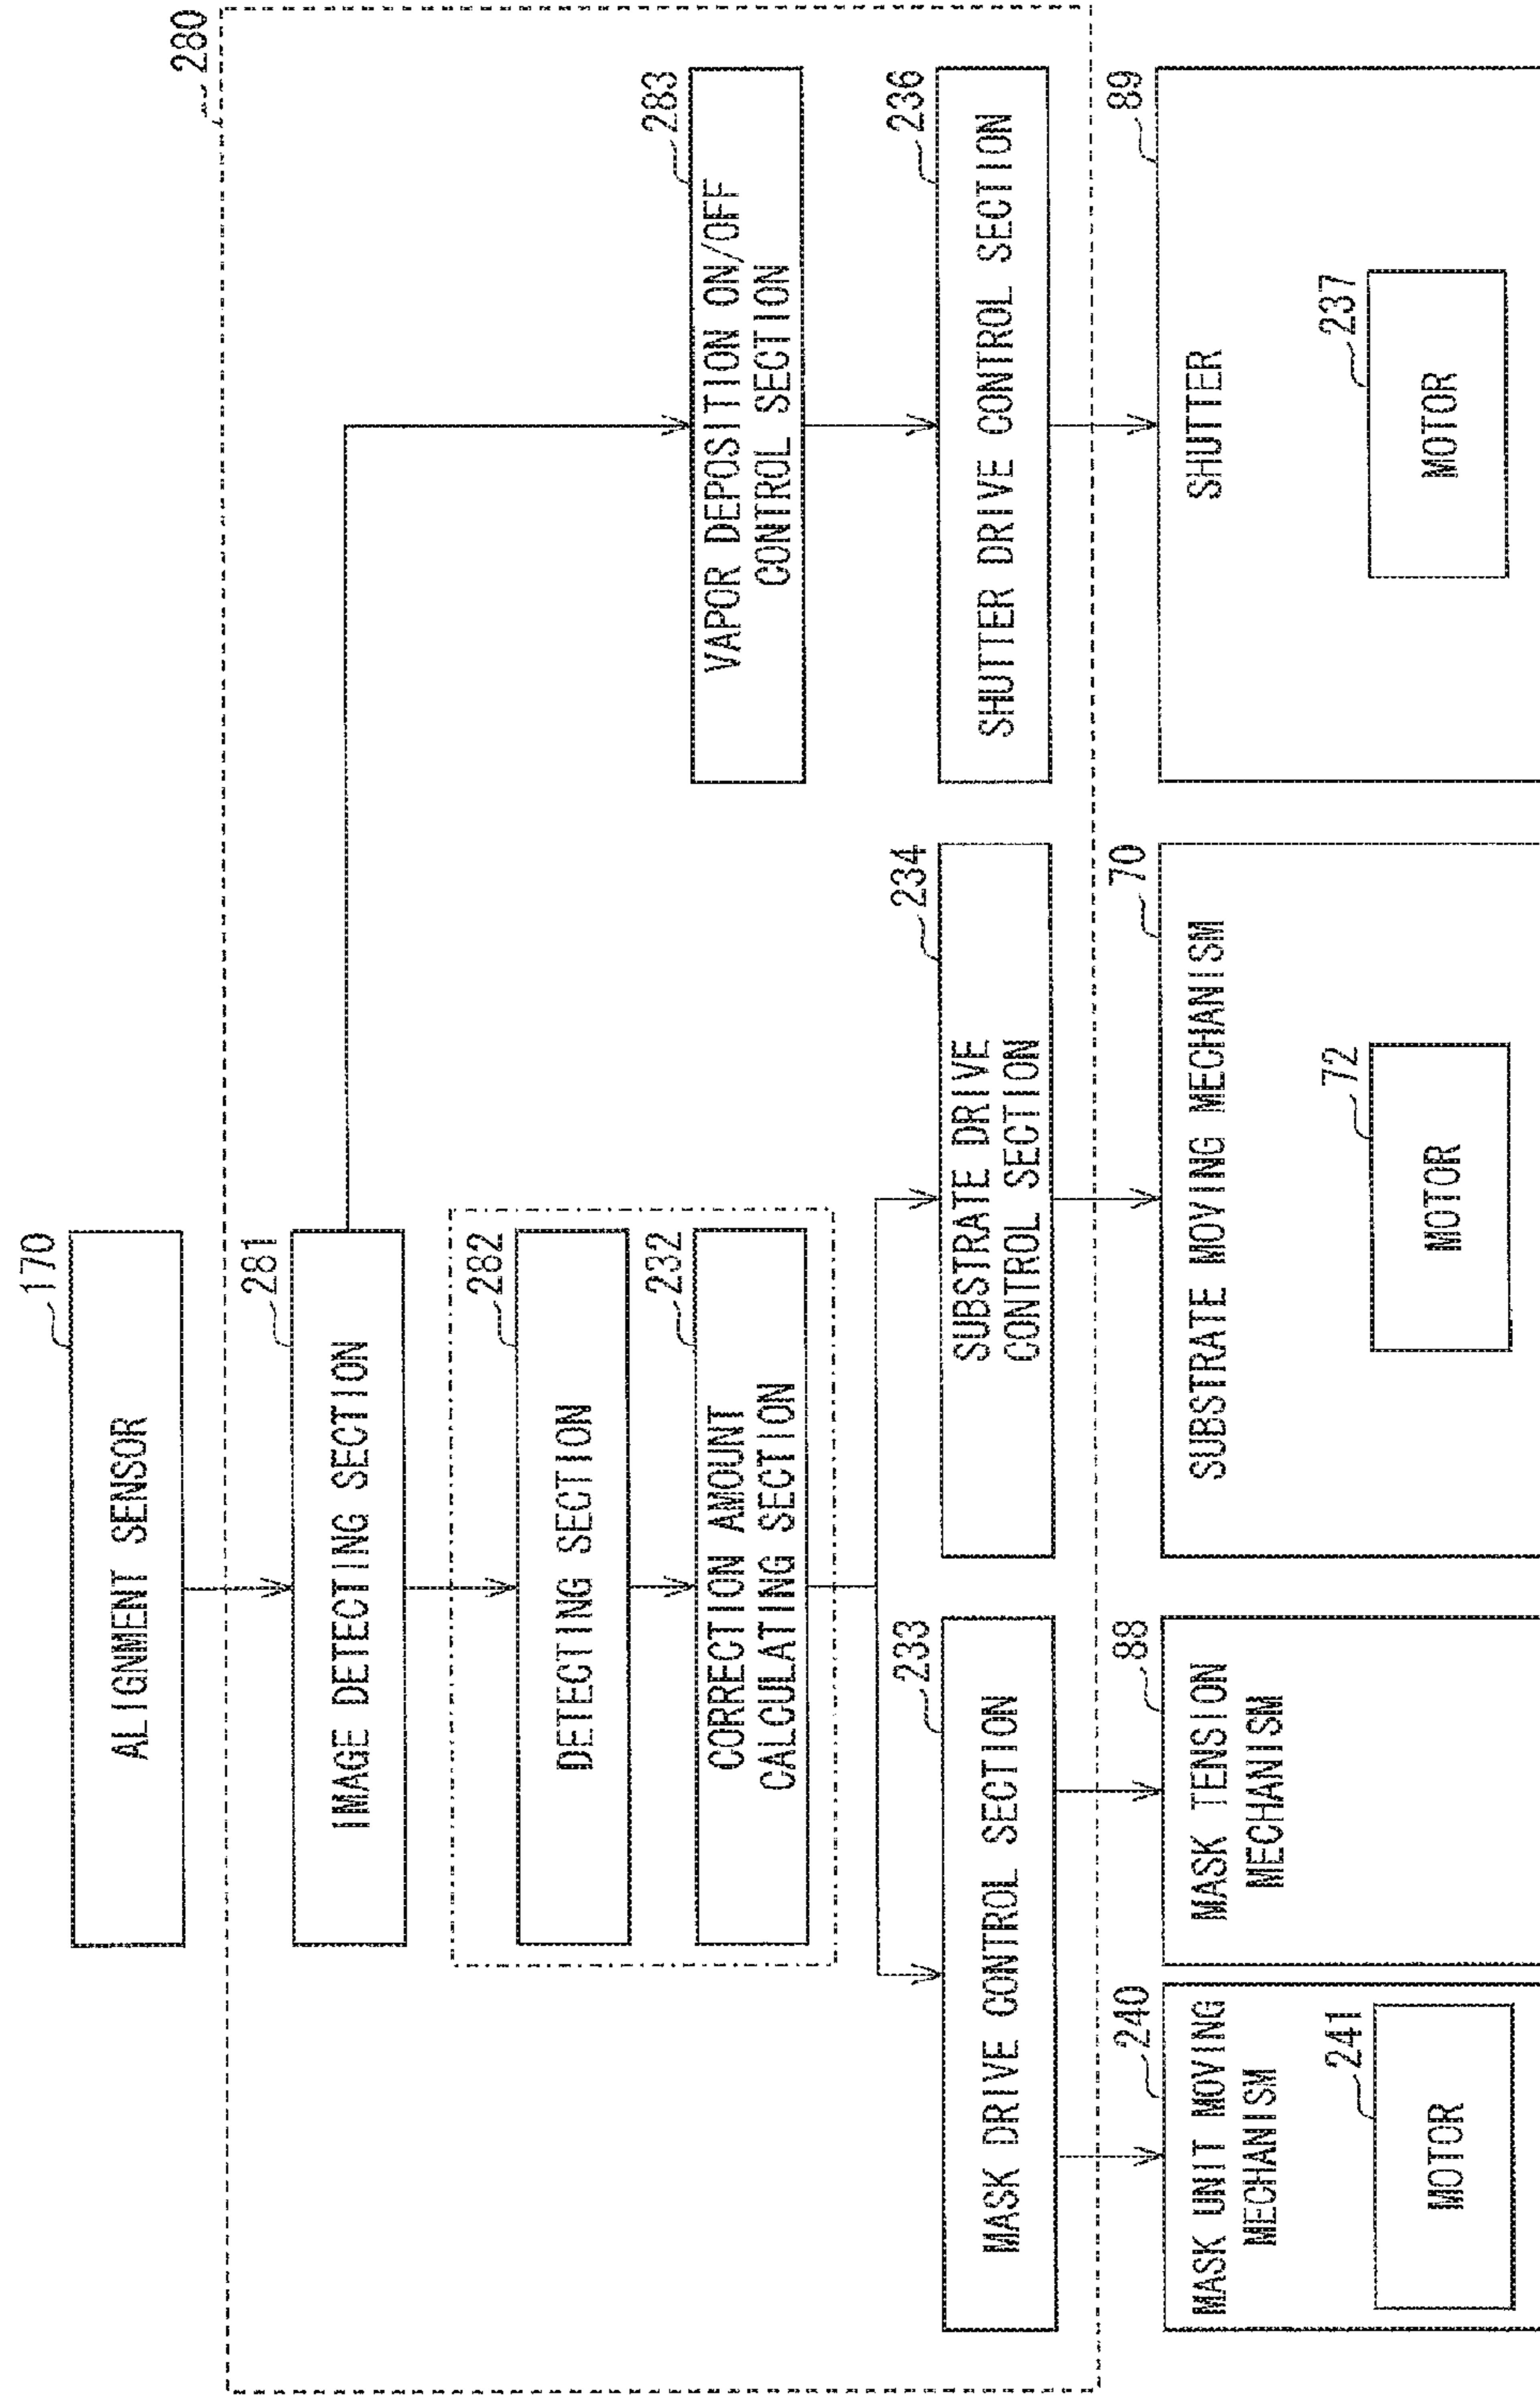 170
ALIGNMENT SENSOR
280
281
IMAGE DETECTING SECTION
282
DETECTING SECTION
232
CORRECTION AMOUNT
CALCULATING SECTION
283
VAPOR DEPOSITION ON/OFF
CONTROL SECTION
233
MASK DRIVE CONTROL SECTION
234
SUBSTRATE DRIVE
CONTROL SECTION
236
SHUTTER DRIVE CONTROL SECTION
240
MASK UNIT MOVING
MECHANISM
241
MOTOR
88
MASK TENSION
MECHANISM
70
SUBSTRATE MOVING MECHANISM
72
MOTOR
89
SHUTTER
237
MOTOR